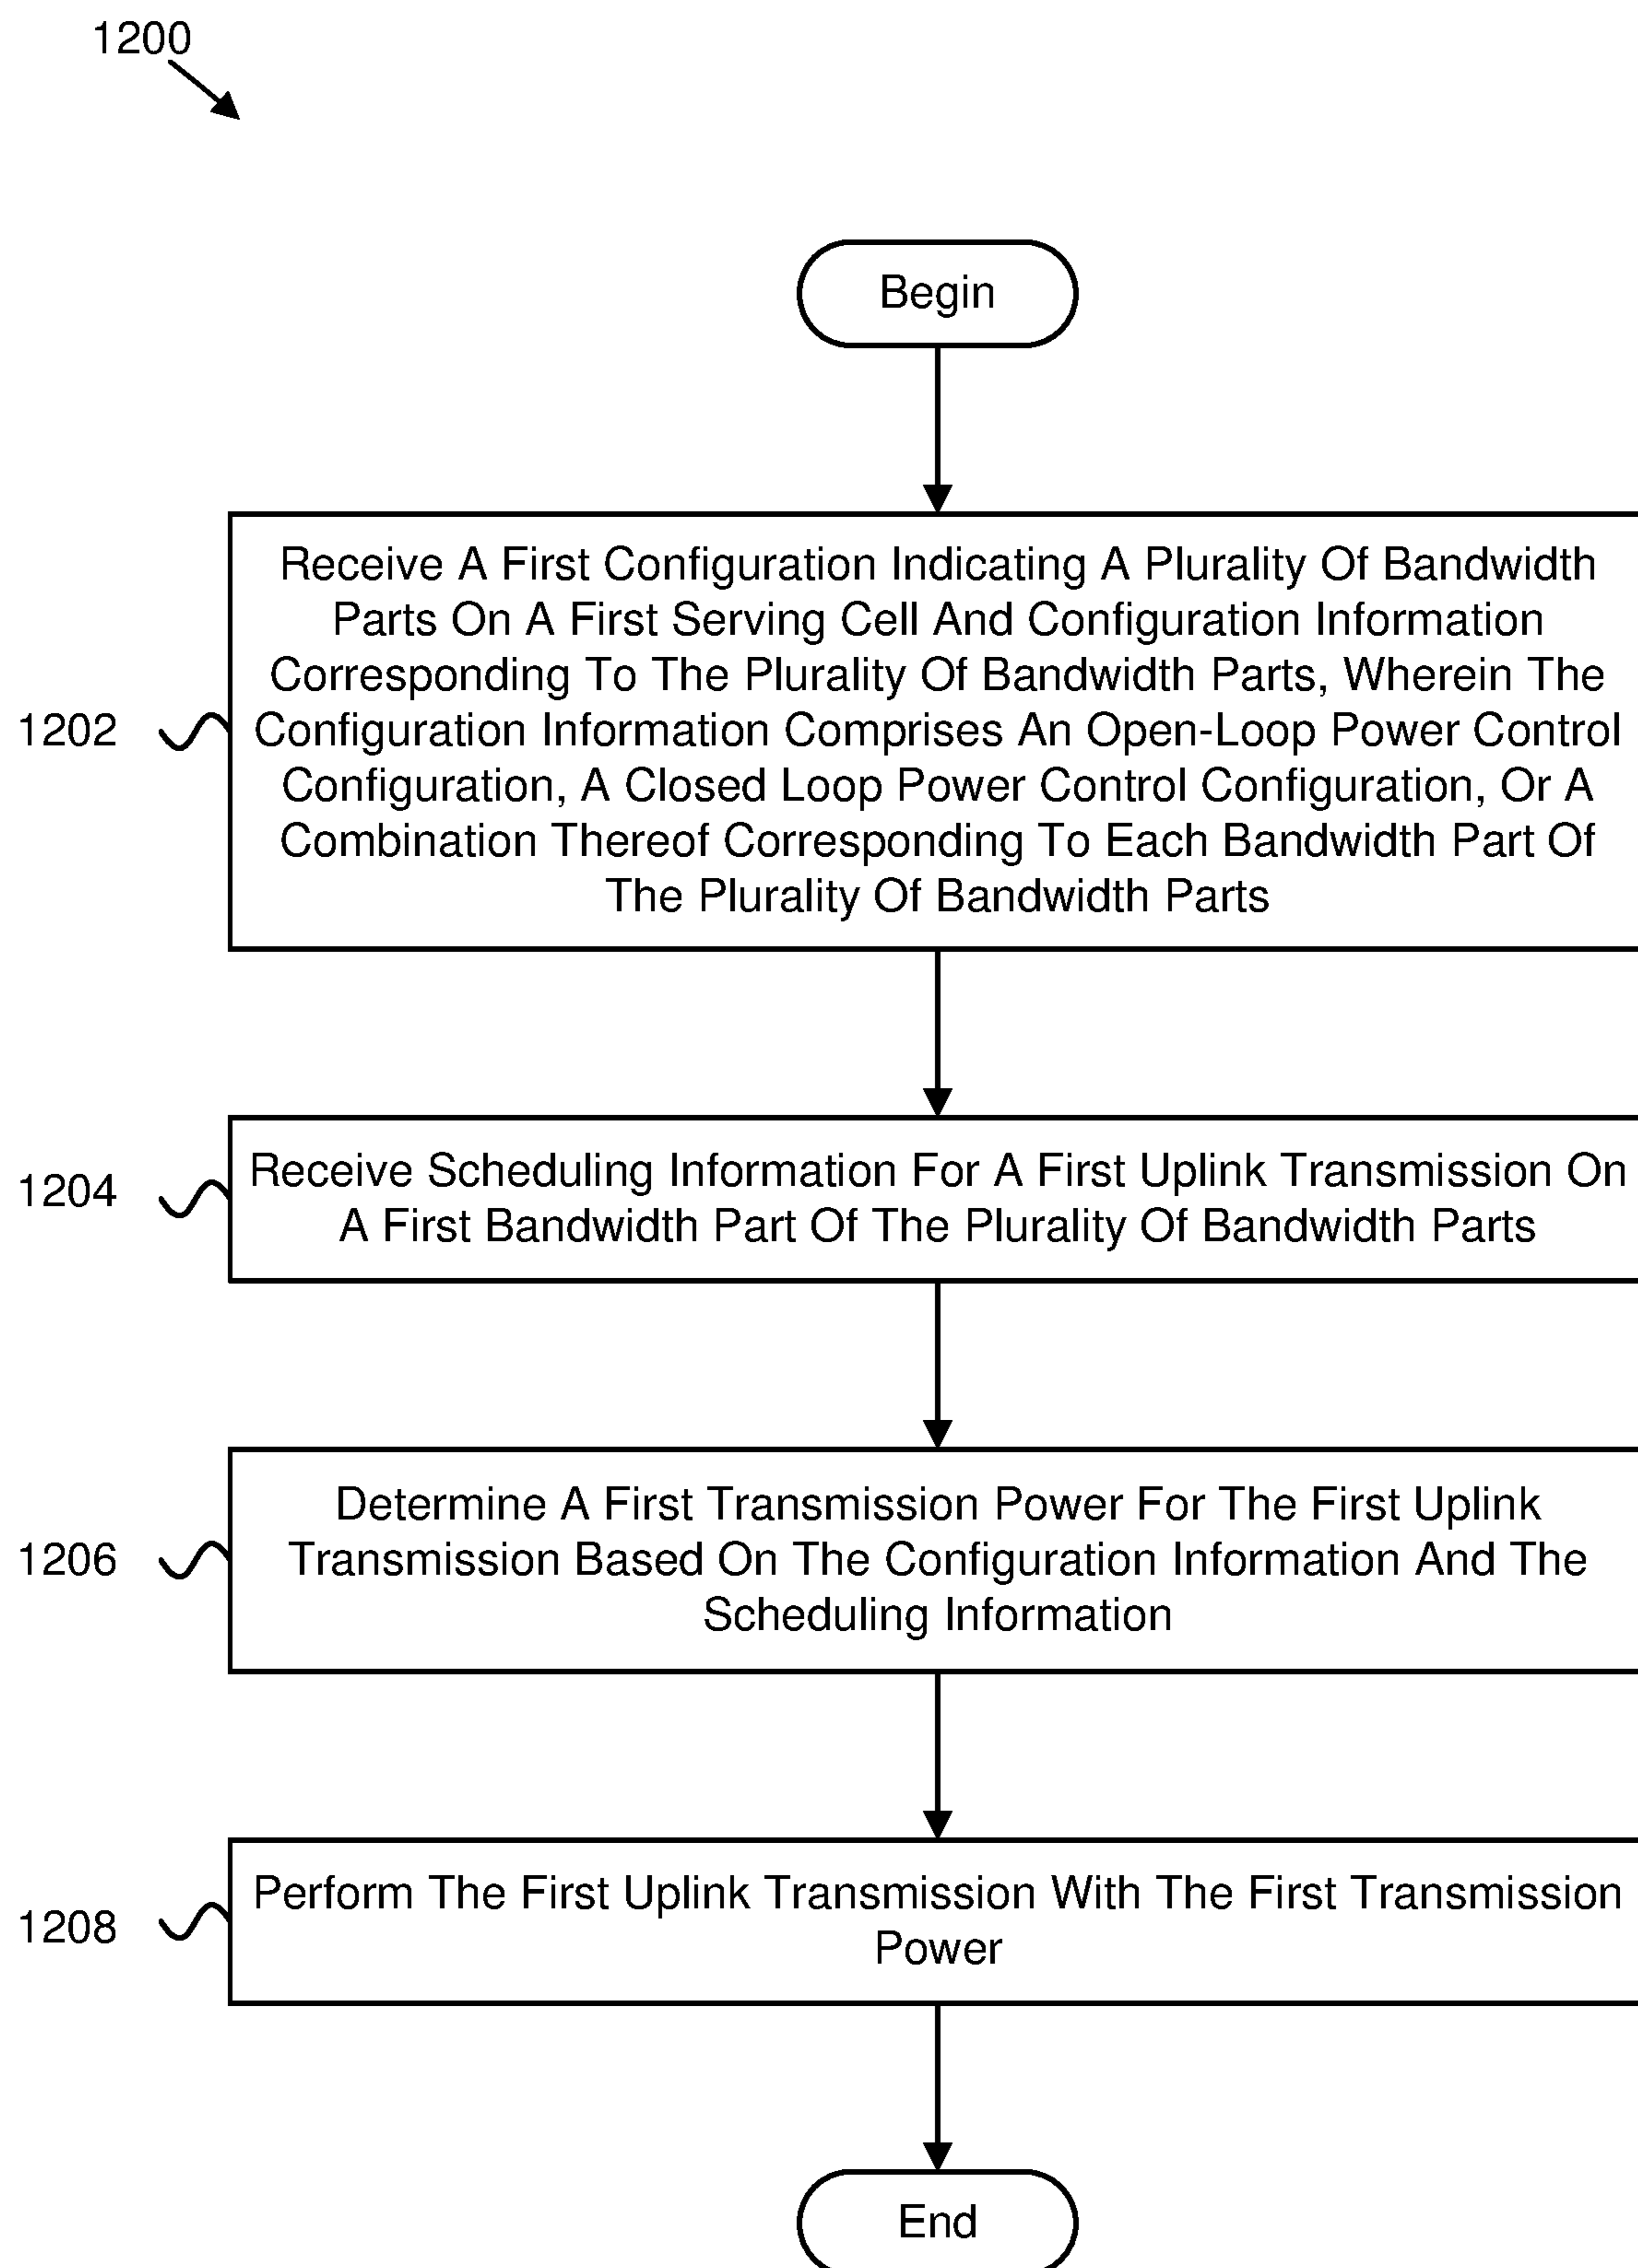 1200
Begin
Receive A First Configuration Indicating A Plurality Of Bandwidth
Parts On A First Serving Cell And Configuration Information
Corresponding To The Plurality Of Bandwidth Parts, Wherein The
1202
Configuration Information Comprises An Open-Loop Power Control
Configuration, A Closed Loop Power Control Configuration, Or A
Combination Thereof Corresponding To Each Bandwidth Part Of
The Plurality Of Bandwidth Parts
1204
Receive Scheduling Information For A First Uplink Transmission On
A First Bandwidth Part Of The Plurality Of Bandwidth Parts
1206
Determine A First Transmission Power For The First Uplink
Transmission Based On The Configuration Information And The
Scheduling Information
1208
Perform The First Uplink Transmission With The First Transmission
Power
End